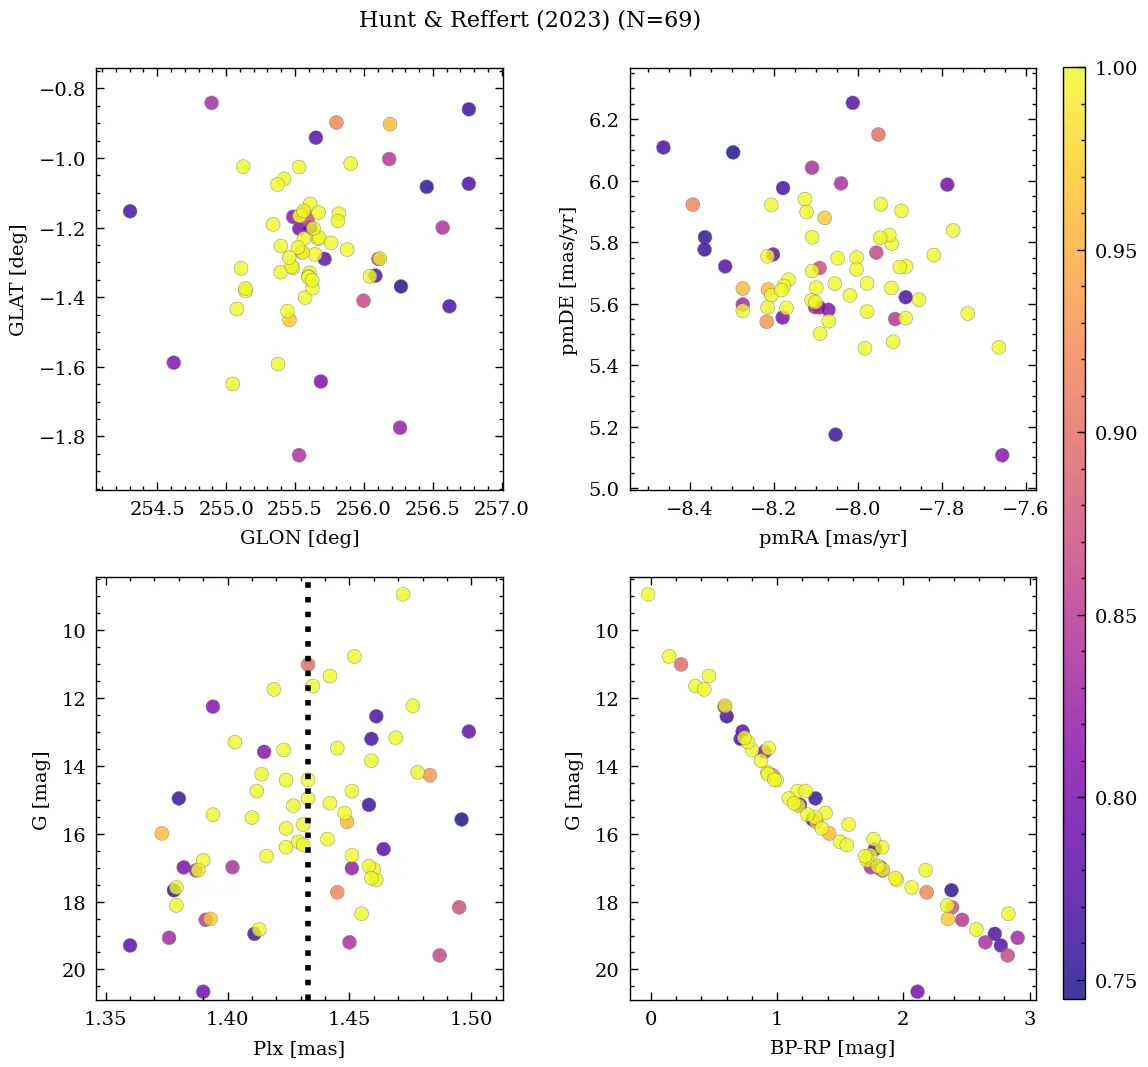 Hunt & Reffert (2023) (N=69)
−0.8
−1.0
−1.2
−1.4
−1.6
−1.8
GLAT [deg]
254.5 255.0 255.5 256.0 256.5 257.0
GLON [deg]
6.2
6.0
5.8
5.6
5.4
5.2
5.0
pmDE [mas/yr]
−8.4 −8.2 −8.0 −7.8 −7.6
pmRA [mas/yr]
10
12
14
16
18
20
G [mag]
1.35 1.40 1.45 1.50
Plx [mas]
10
12
14
16
18
20
G [mag]
0 1 2 3
BP-RP [mag]
1.00
0.95
0.90
0.85
0.80
0.75